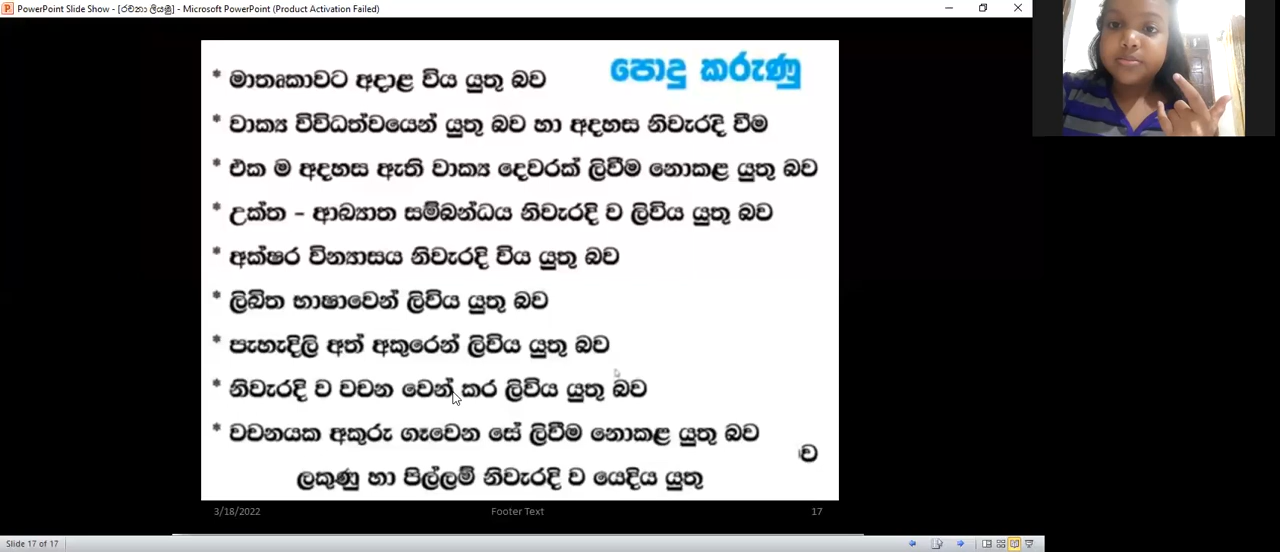 PowerPoint Slide Show - [රචනා ලියමු] - Microsoft PowerPoint (Product Activation Failed)
පොදු කරුණු
* මාතෘකාවට අදාළ විය යුතු බව
* වාක්‍ය විවිධත්වයෙන් යුතු බව හා අදහස නිවැරදි වීම
* එක ම අදහස ඇති වාක්‍ය දෙවරක් ලිවීම නොකළ යුතු බව
* උක්ත – ආඛ්‍යාත සම්බන්ධය නිවැරදි ව ලිවිය යුතු බව
* අක්ෂර වින්‍යාසය නිවැරදි විය යුතු බව
* ලිඛිත භාෂාවෙන් ලිවිය යුතු බව
* පැහැදිලි අත් අකුරෙන් ලිවිය යුතු බව
* නිවැරදි ව වචන වෙන් කර ලිවිය යුතු බව
* වචනයක අකුරු ගෑවෙන සේ ලිවීම නොකළ යුතු බව
ව
ලකුණු හා පිල්ලම් නිවැරදි ව යෙදිය යුතු
3/18/2022 Footer Text 17
Slide 17 of 17